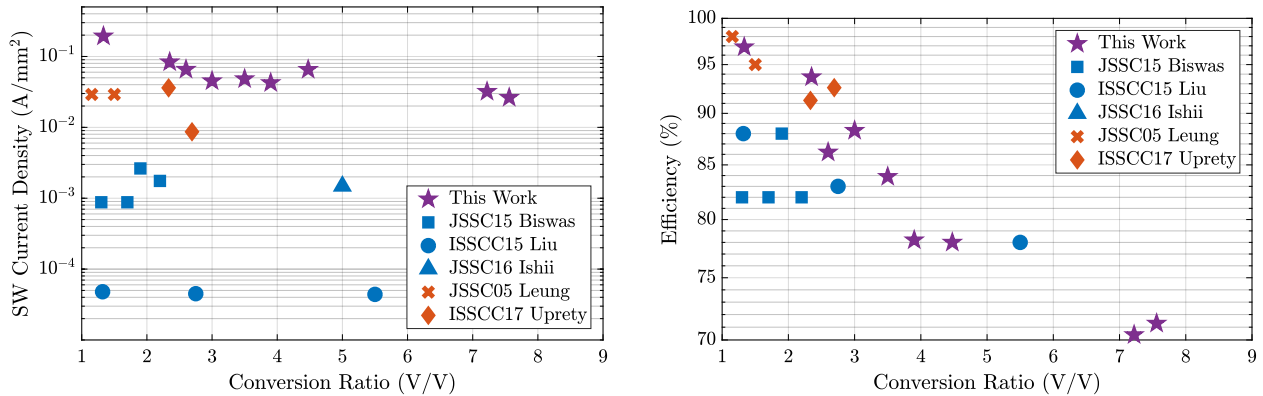 SW Current Density (A/mm²)
10⁻¹
10⁻²
10⁻³
10⁻⁴
1 2 3 4 5 6 7 8 9
Conversion Ratio (V/V)
This Work
JSSC15 Biswas
ISSCC15 Liu
JSSC16 Ishii
JSSC05 Leung
ISSCC17 Uprety
Efficiency (%)
100
95
90
85
80
75
70
1 2 3 4 5 6 7 8 9
Conversion Ratio (V/V)
This Work
JSSC15 Biswas
ISSCC15 Liu
JSSC16 Ishii
JSSC05 Leung
ISSCC17 Uprety